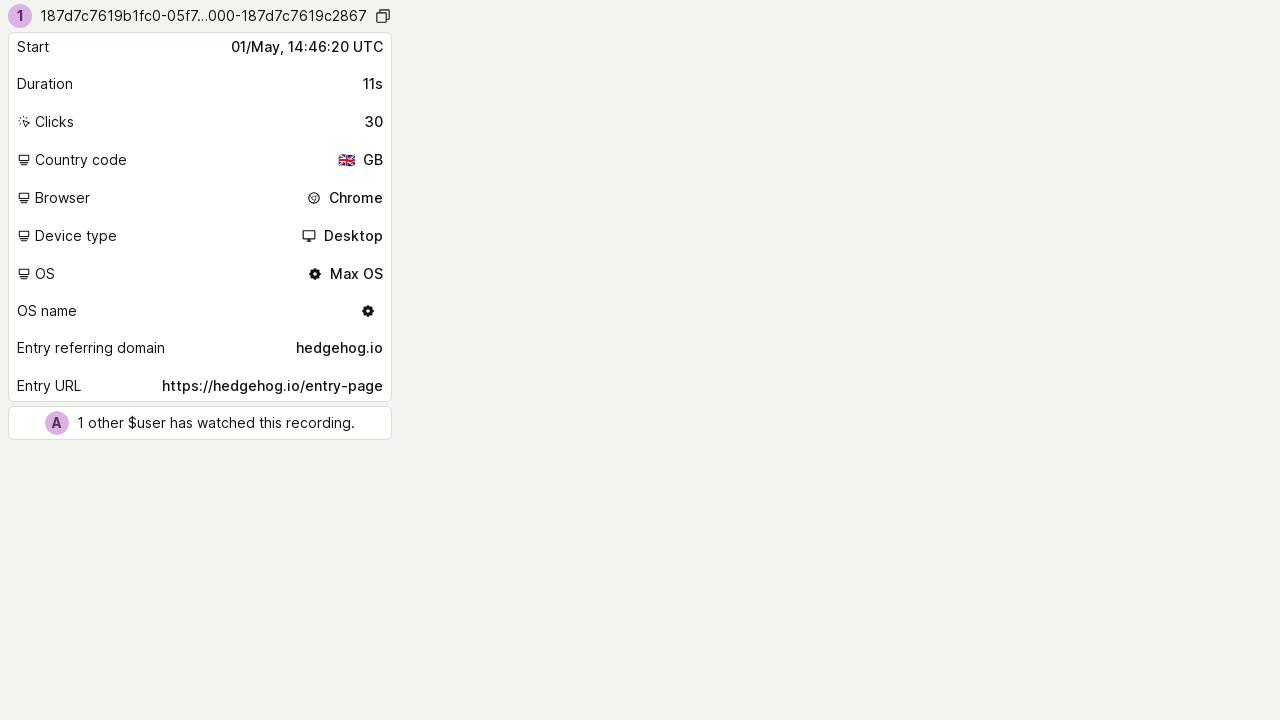 1 187d7c7619b1fc0-05f7…000-187d7c7619c2867
Start 01/May, 14:46:20 UTC
Duration 11s
Clicks 30
Country code 🇬🇧 GB
Browser Chrome
Device type Desktop
OS Max OS
OS name
Entry referring domain hedgehog.io
Entry URL https://hedgehog.io/entry-page
A 1 other $user has watched this recording.